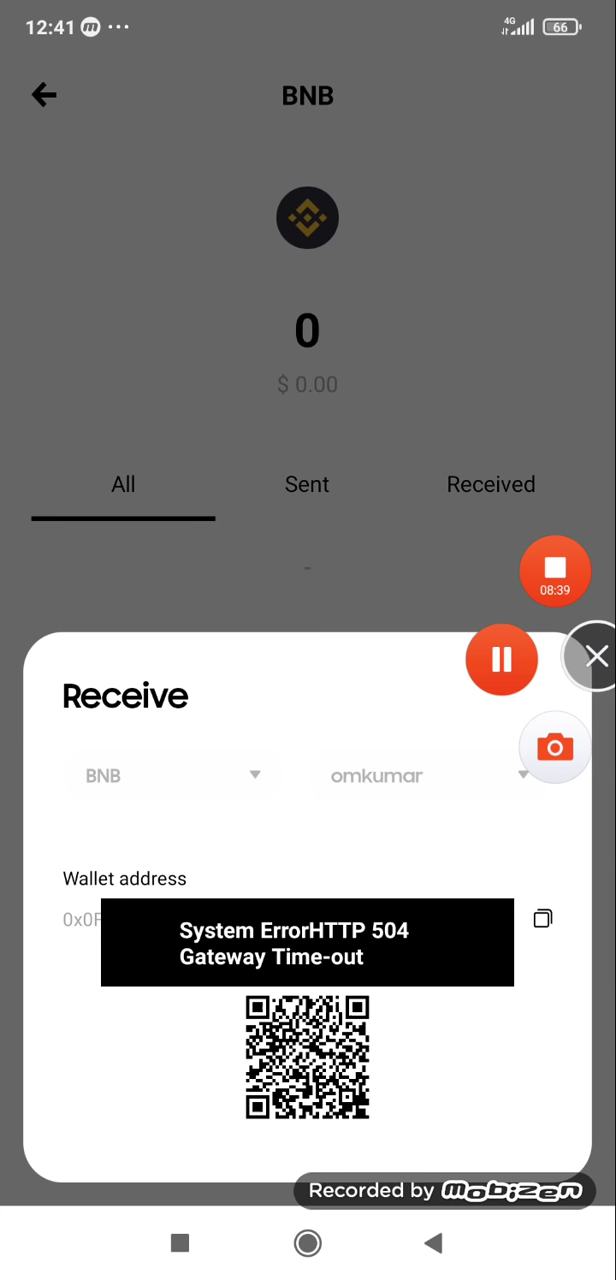 12:41 4G 66
BNB
0
$ 0.00
All Sent Received
-
08:39
Receive
BNB omkumar
Wallet address
System ErrorHTTP 504
Gateway Time-out
Recorded by mobizen